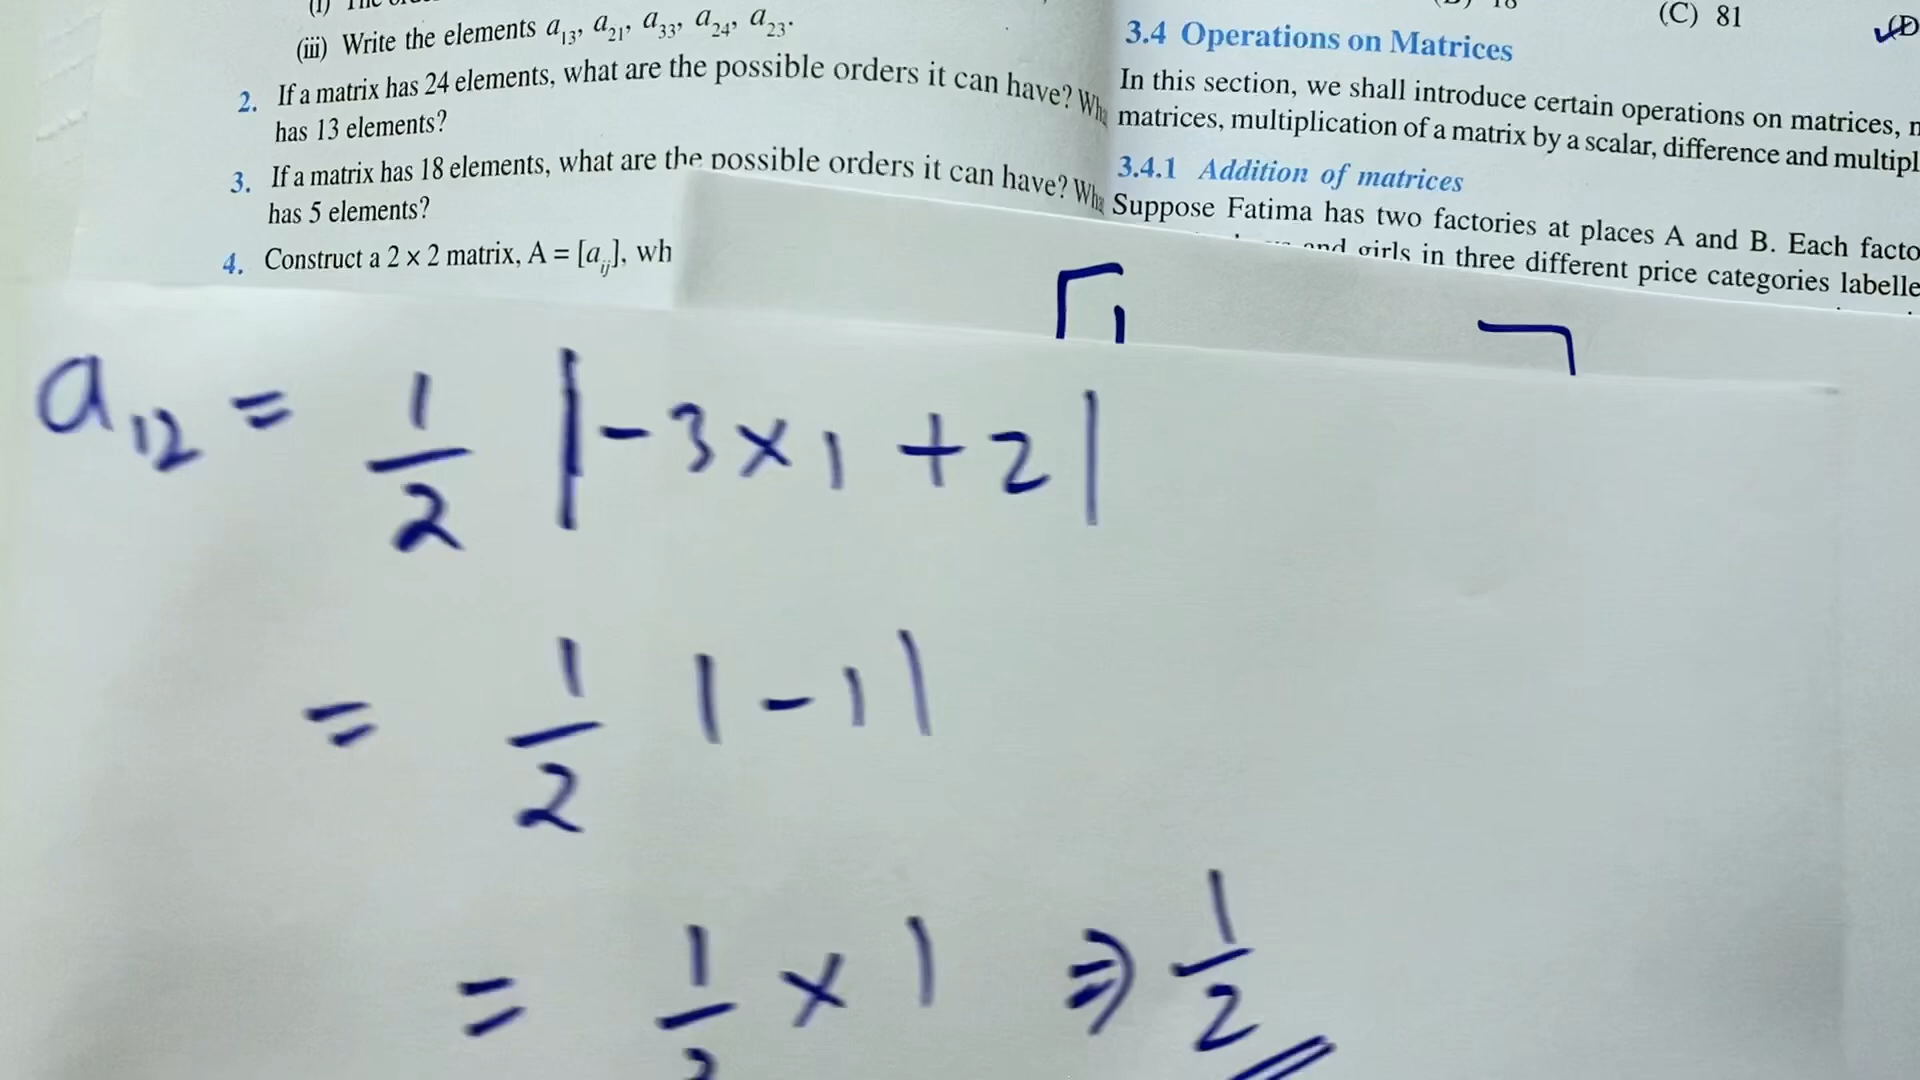 (iii) Write the elements a13, a21, a33, a24, a23.
2. If a matrix has 24 elements, what are the possible orders it can have?
has 13 elements?
3. If a matrix has 18 elements, what are the possible orders it can have?
has 5 elements?
4. Construct a 2 × 2 matrix, A = [aij], wh
(C) 81
3.4 Operations on Matrices
In this section, we shall introduce certain operations on matrices,
matrices, multiplication of a matrix by a scalar, difference and multipl
3.4.1 Addition of matrices
Suppose Fatima has two factories at places A and B. Each facto
and girls in three different price categories labelle
a12 = 1/2 |-3×1 +2|
= 1/2 |-1|
= 1/2 × 1 ⇒ 1/2